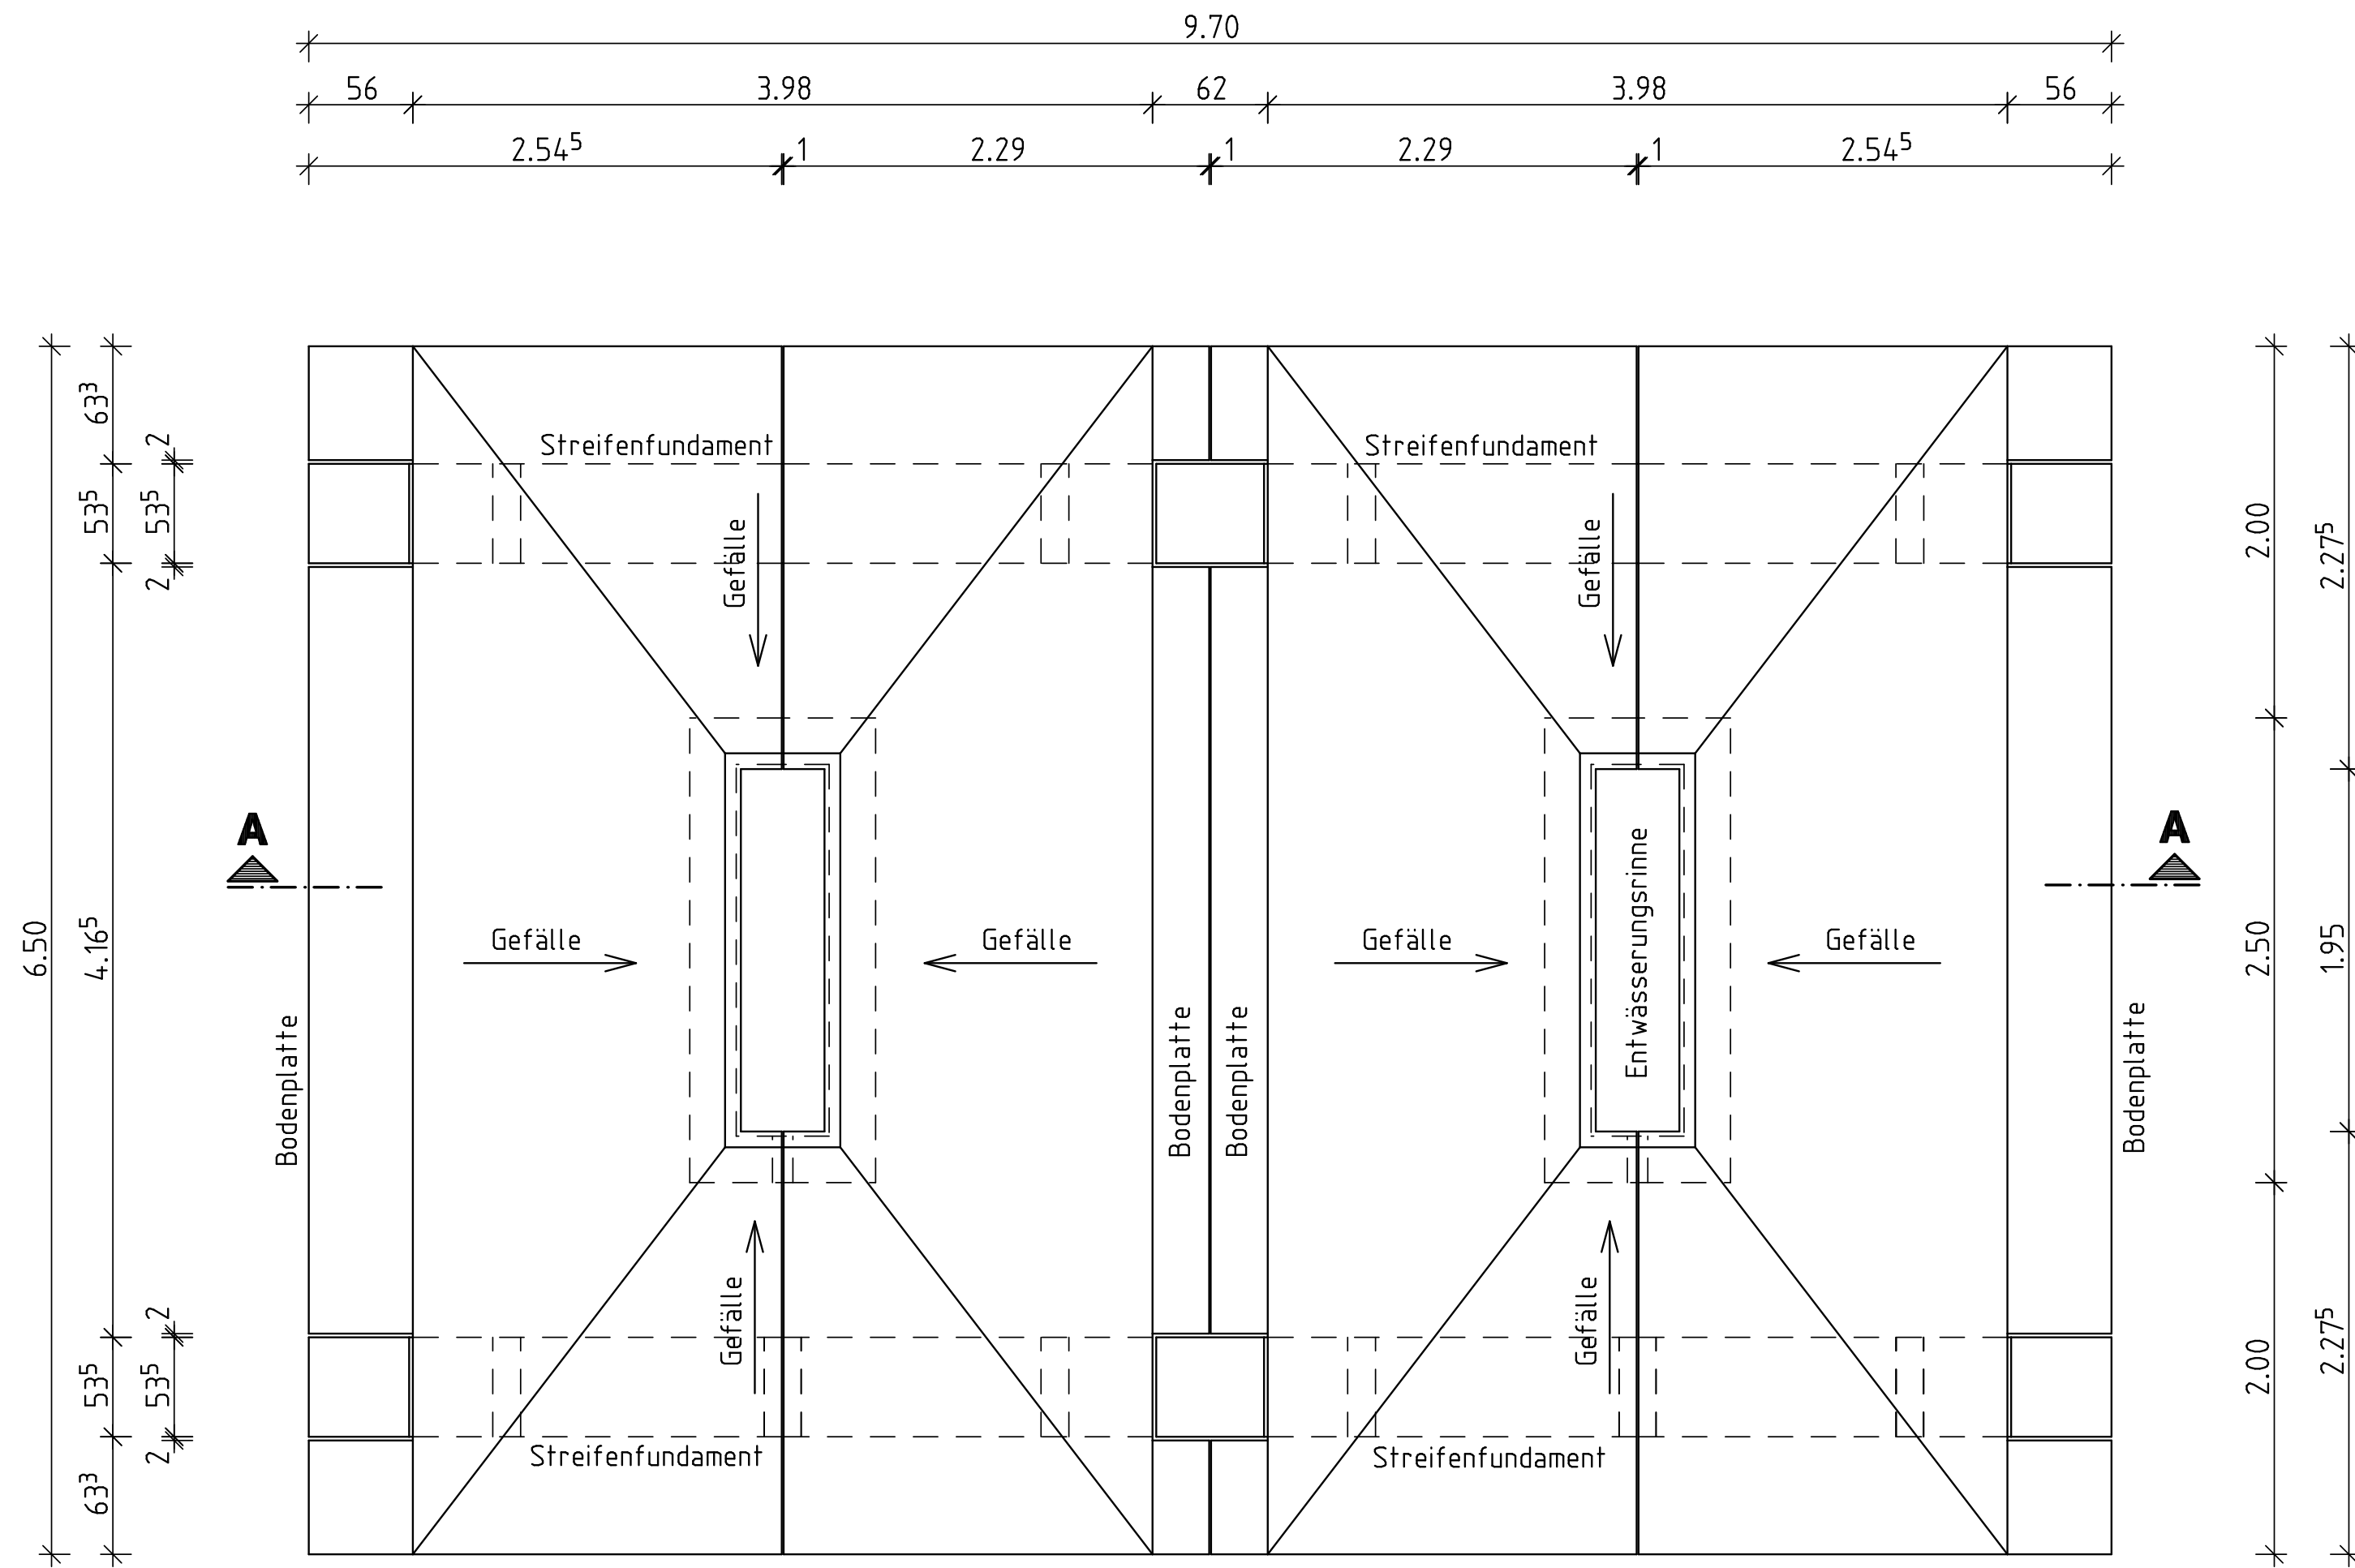 9.70
56 3.98 62 3.98 56
2.54⁵ 1 2.29 1 2.29 1 2.54⁵
63³
2
53⁵
53⁵
2
4.16⁵
6.50
2
53⁵
53⁵
2
63³
Streifenfundament
Streifenfundament
Gefälle
Gefälle
2.00
2.27⁵
A
A
Entwässerungsrinne
Gefälle
Gefälle
Gefälle
Gefälle
2.50
1.95
Bodenplatte
Bodenplatte
Bodenplatte
Bodenplatte
Gefälle
Gefälle
2.00
2.27⁵
Streifenfundament
Streifenfundament